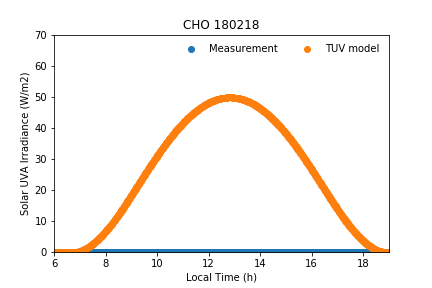 CHO 180218
Measurement TUV model
70
60
50
40
30
20
10
0
Solar UVA Irradiance (W/m2)
6 8 10 12 14 16 18
Local Time (h)